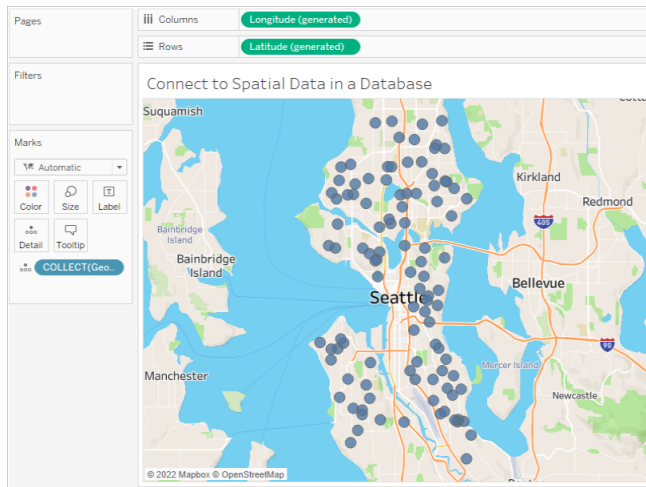 Pages
Columns
Longitude (generated)
Rows
Latitude (generated)
Filters
Connect to Spatial Data in a Database
Marks
Automatic
Color
Size
T
Label
Detail
Tooltip
COLLECT(Geo..
Suquamish
Kirkland
Redmond
405
Bainbridge
Island
Bainbridge
Island
Bellevue
Seattle
90
Mercer Island
Manchester
Newcastle
© 2022 Mapbox © OpenStreetMap